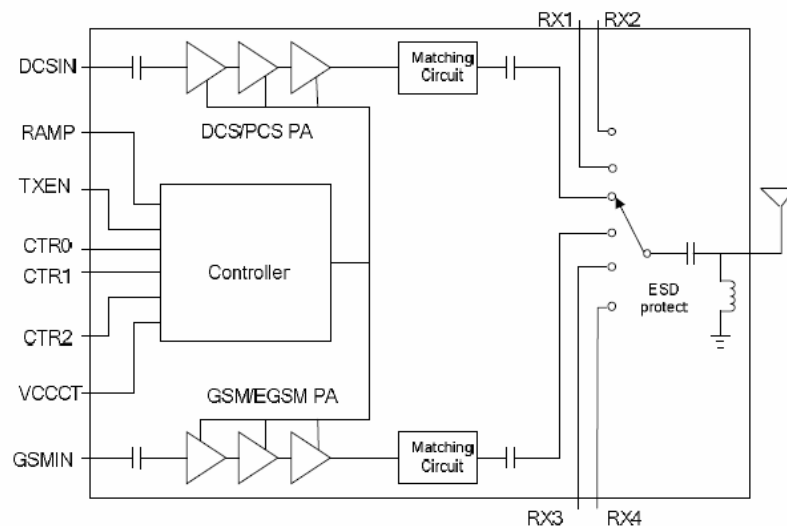 RX1 RX2
DCSIN
Matching
Circuit
DCS/PCS PA
RAMP
TXEN
CTR0
CTR1
Controller
CTR2
VCCCT
ESD
protect
GSM/EGSM PA
GSMIN
Matching
Circuit
RX3 RX4